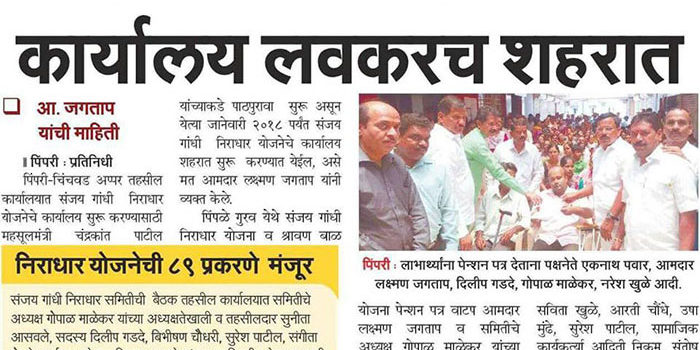 कार्यालय लवकरच शहरात
आ. जगताप
यांची माहिती
॥ पिंपरी : प्रतिनिधी
पिंपरी-चिंचवड अप्पर तहसील
कार्यालयात संजय गांधी निराधार
योजनेचे कार्यालय सुरू करण्यासाठी
महसूलमंत्री चंद्रकांत पाटील
यांच्याकडे पाठपुरावा सुरू असून
येत्या जानेवारी २०१८ पर्यंत संजय
गांधी निराधार योजनेचे कार्यालय
शहरात सुरू करण्यात येईल, असे
मत आमदार लक्ष्मण जगताप यांनी
व्यक्त केले.
पिंपळे गुरव येथे संजय गांधी
निराधार योजना व श्रावण बाळ
निराधार योजनेची ८९ प्रकरणे मंजूर
संजय गांधी निराधार समितीची बैठक तहसील कार्यालयात समितीचे
अध्यक्ष गोपाळ माळेकर यांच्या अध्यक्षतेखाली व तहसीलदार सुनीता
आसवले, सदस्य दिलीप गडदे, बिभीषण चौधरी, सुरेश पाटील, संगीता
पिंपरी : लाभार्थ्यांना पेन्शन पत्र देताना पक्षनेते एकनाथ पवार, आमदार
लक्ष्मण जगताप, दिलीप गडदे, गोपाळ माळेकर, नरेश खुळे आदी.
योजना पेन्शन पत्र वाटप आमदार
लक्ष्मण जगताप व समितीचे
अध्यक्ष गोपाळ माळेकर यांच्या
सविता खुळे, आरती चौंधे, उषा
मुंढे, सुरेश पाटील, सामाजिक
कार्यकर्त्या आदिती निकम, संतोष